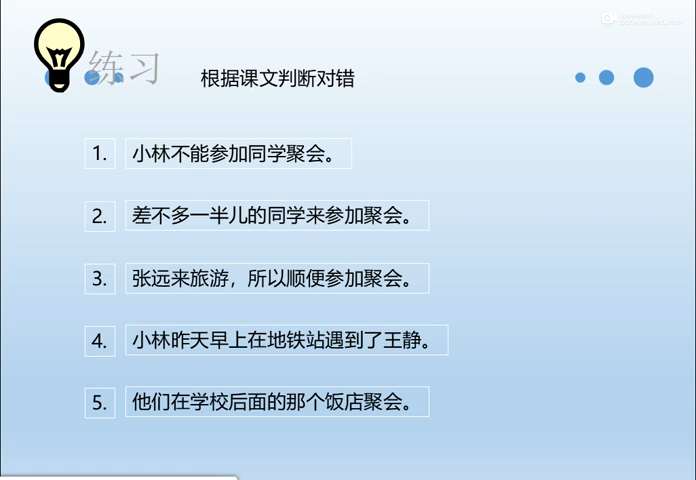 练习
根据课文判断对错
1. 小林不能参加同学聚会。
2. 差不多一半儿的同学来参加聚会。
3. 张远来旅游，所以顺便参加聚会。
4. 小林昨天早上在地铁站遇到了王静。
5. 他们在学校后面的那个饭店聚会。